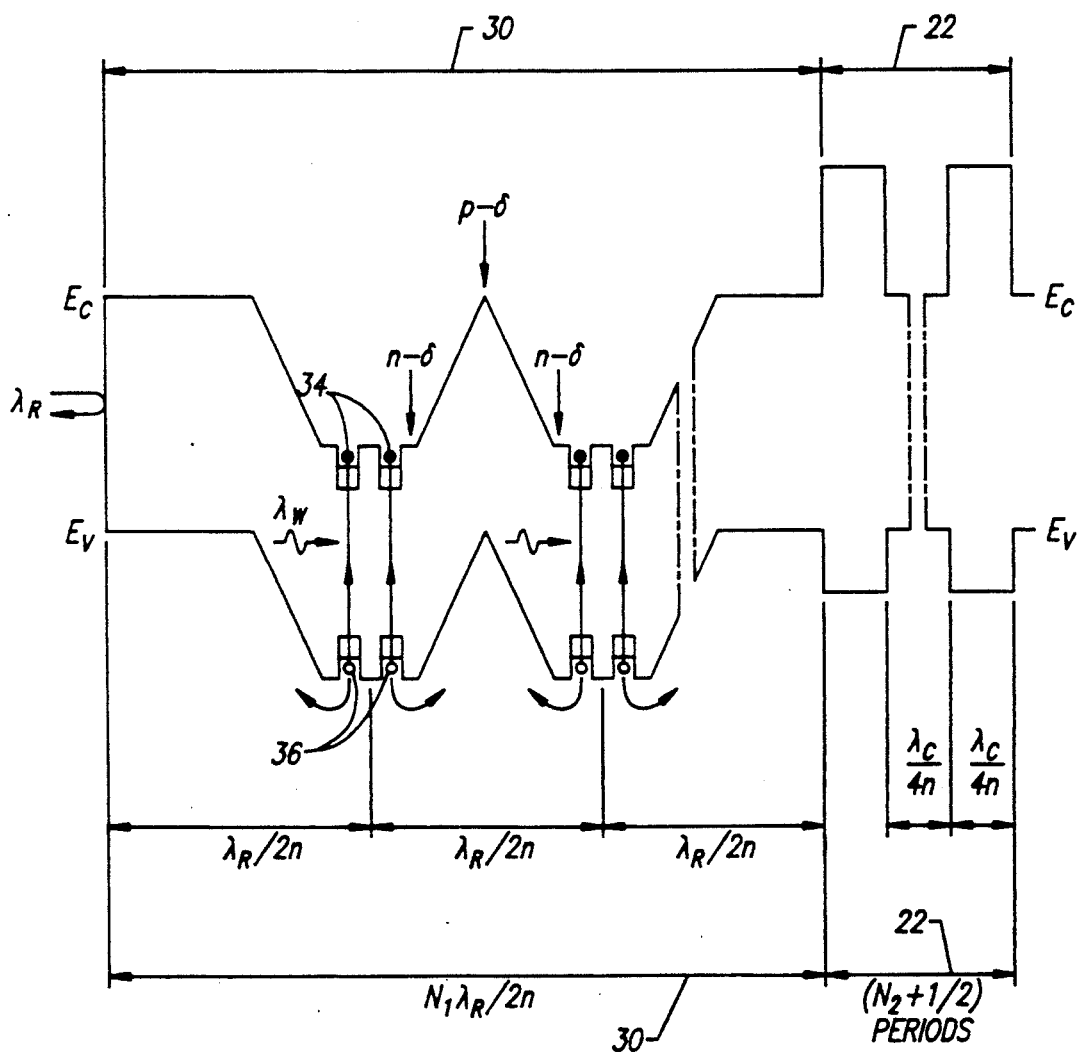 30
22
p-δ
E_C
E_C
n-δ
n-δ
34
λ_R
λ_W
E_V
E_V
36
λ_C/4n
λ_C/4n
λ_R/2n
λ_R/2n
λ_R/2n
22
N_1λ_R/2n
(N_2+1/2)
PERIODS
30